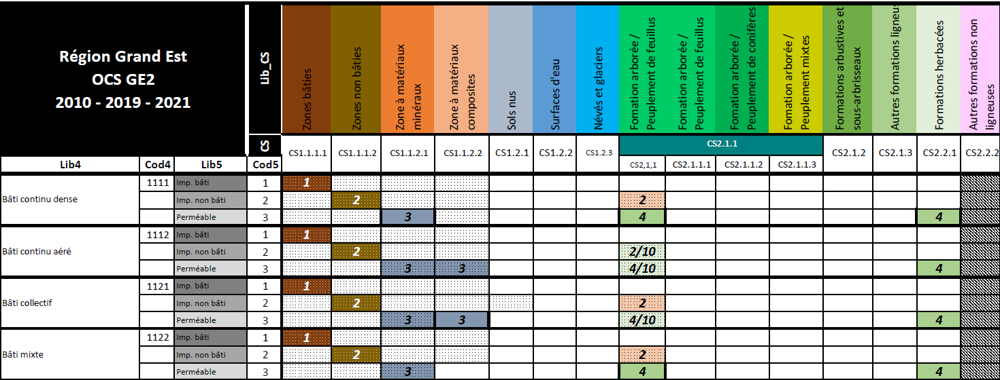 Région Grand Est
OCS GE2
2010 - 2019 - 2021
Lib_CS
Zones bâties
Zones non bâties
Zone à matériaux
minéraux
Zone à matériaux
composites
Sols nus
Surfaces d'eau
Névés et glaciers
Fomation arborée /
Peuplement de feuillus
Fomation arborée /
Peuplement de feuillus
Fomation arborée /
Peuplement de conifères
Fomation arborée /
Peuplement mixtes
Formations arbustives et
sous-arbrisseaux
Autres formations ligneus
Formations herbacées
Autres formations non
ligneuses
CS
CS1.1.1.1 CS1.1.1.2 CS1.1.2.1 CS1.1.2.2 CS1.2.1 CS1.2.2 CS1.2.3 CS2.1.1 CS2.1.2 CS2.1.3 CS2.2.1 CS2.2.2
CS2,1,1 CS2.1.1.1 CS2.1.1.2 CS2.1.1.3
Lib4 Cod4 Lib5 Cod5
1111 Imp. bâti 1 1
Bâti continu dense Imp. non bâti 2 2 2
Perméable 3 3 4 4
1112 Imp. bâti 1 1
Bâti continu aéré Imp. non bâti 2 2 2/10
Perméable 3 3 3 4/10 4
1121 Imp. bâti 1 1
Bâti collectif Imp. non bâti 2 2 2
Perméable 3 3 3 4/10 4
1122 Imp. bâti 1 1
Bâti mixte Imp. non bâti 2 2 2
Perméable 3 3 4 4